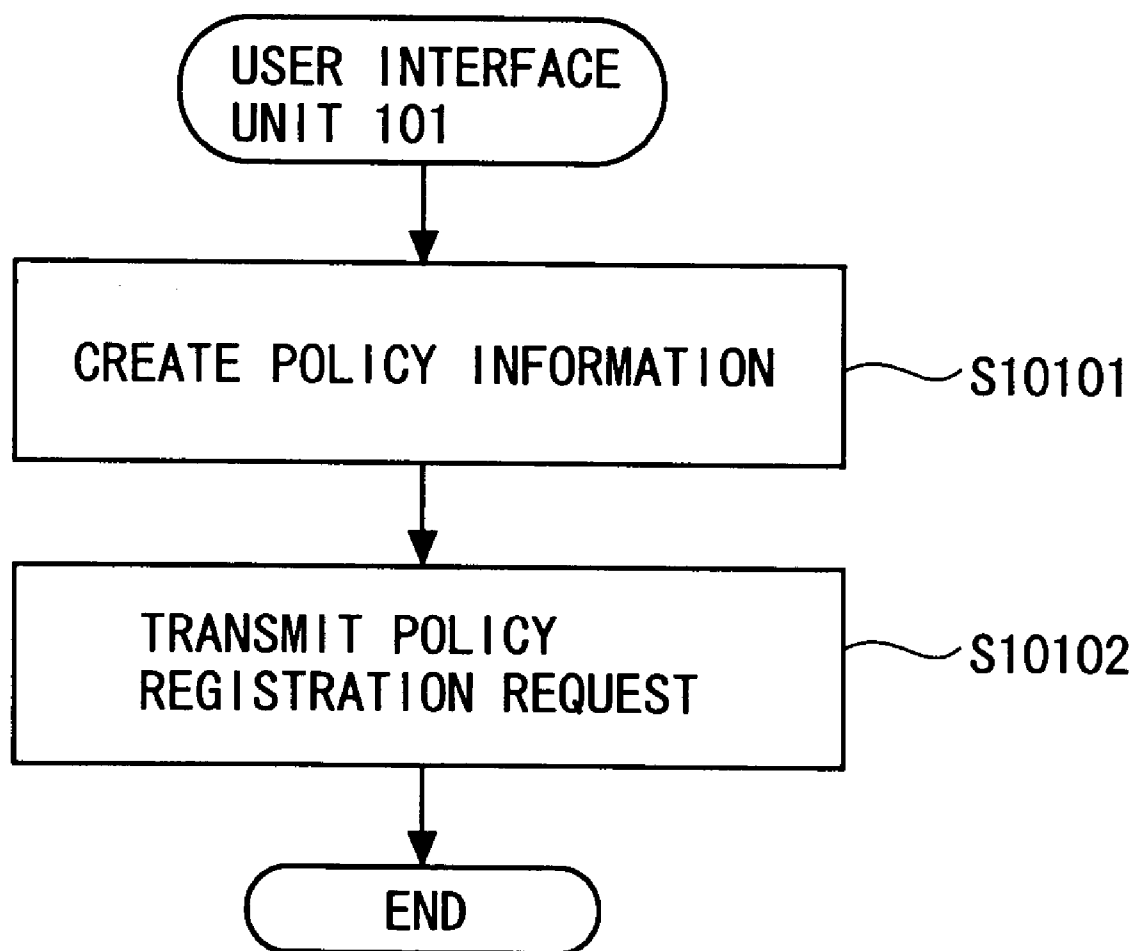 USER INTERFACE
UNIT 101
CREATE POLICY INFORMATION
S10101
TRANSMIT POLICY
REGISTRATION REQUEST
S10102
END